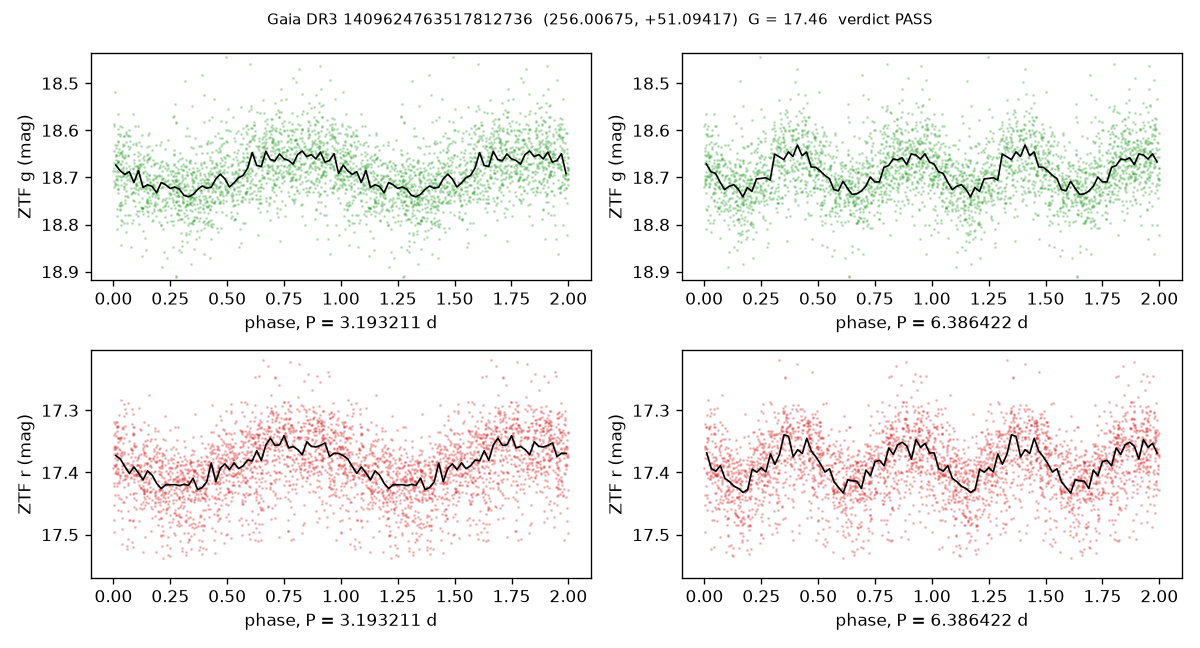 Gaia DR3 1409624763517812736 (256.00675, +51.09417) G = 17.46 verdict PASS
ZTF g (mag)
18.5
18.6
18.7
18.8
18.9
0.00 0.25 0.50 0.75 1.00 1.25 1.50 1.75 2.00
phase, P = 3.193211 d
ZTF g (mag)
18.5
18.6
18.7
18.8
18.9
0.00 0.25 0.50 0.75 1.00 1.25 1.50 1.75 2.00
phase, P = 6.386422 d
ZTF r (mag)
17.3
17.4
17.5
0.00 0.25 0.50 0.75 1.00 1.25 1.50 1.75 2.00
phase, P = 3.193211 d
ZTF r (mag)
17.3
17.4
17.5
0.00 0.25 0.50 0.75 1.00 1.25 1.50 1.75 2.00
phase, P = 6.386422 d